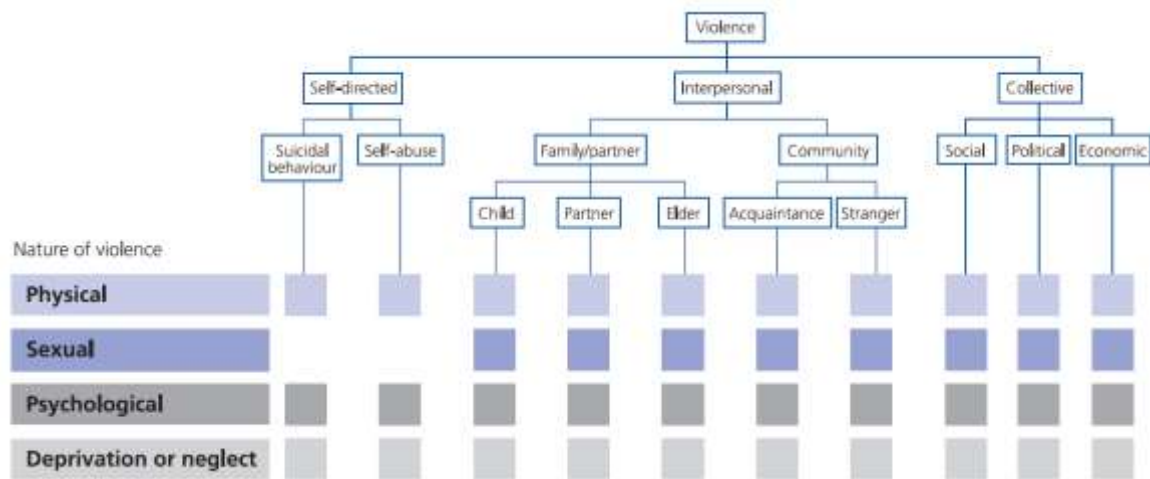 Violence
Self-directed
Interpersonal
Collective
Suicidal
behaviour
Self-abuse
Family/partner
Community
Social
Political
Economic
Child
Partner
Elder
Acquaintance
Stranger
Nature of violence
Physical
Sexual
Psychological
Deprivation or neglect